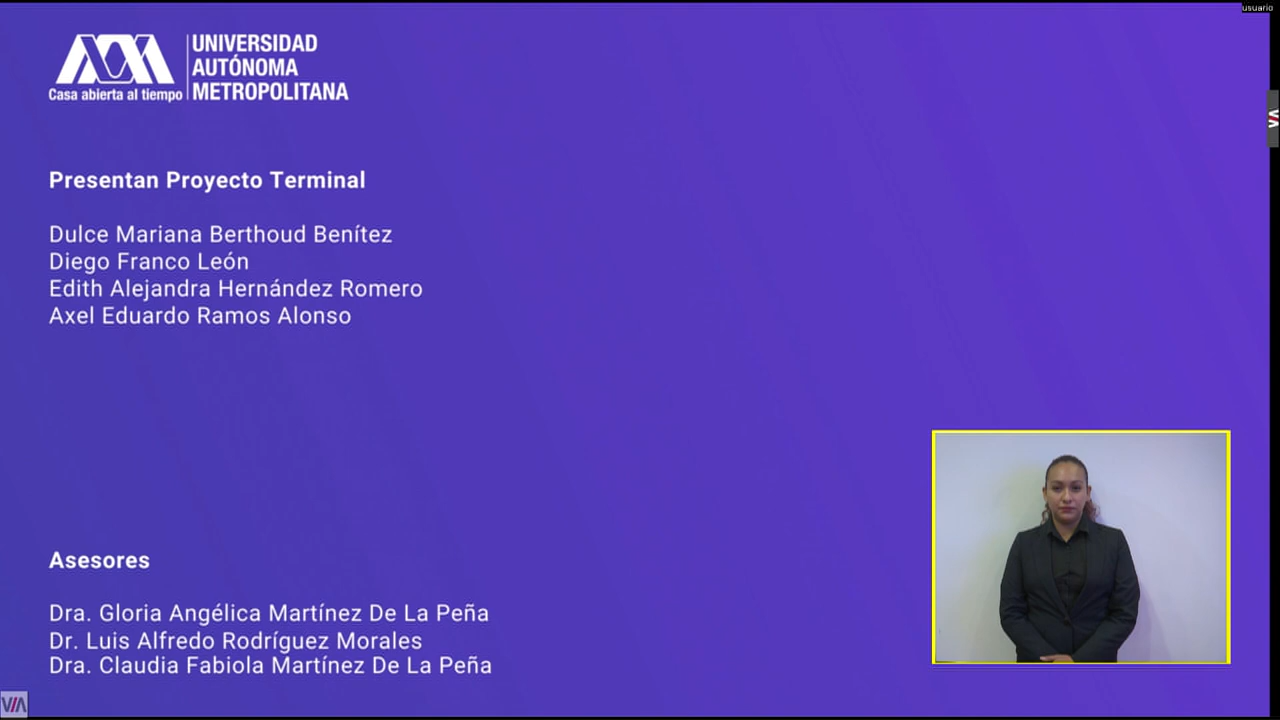 usuario
UNIVERSIDAD
AUTÓNOMA
METROPOLITANA
Casa abierta al tiempo
Presentan Proyecto Terminal
Dulce Mariana Berthoud Benítez
Diego Franco León
Edith Alejandra Hernández Romero
Axel Eduardo Ramos Alonso
Asesores
Dra. Gloria Angélica Martínez De La Peña
Dr. Luis Alfredo Rodríguez Morales
Dra. Claudia Fabiola Martínez De La Peña